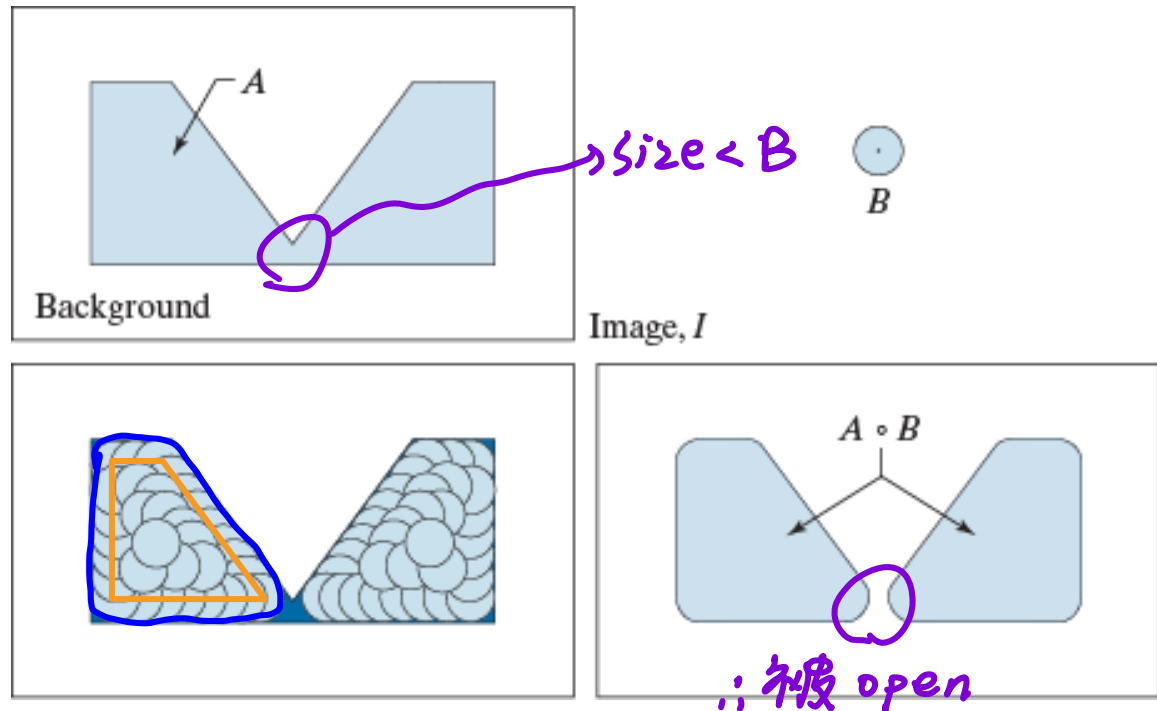 A
size < B
B
Background
Image, I
A ∘ B
∴ 被 open